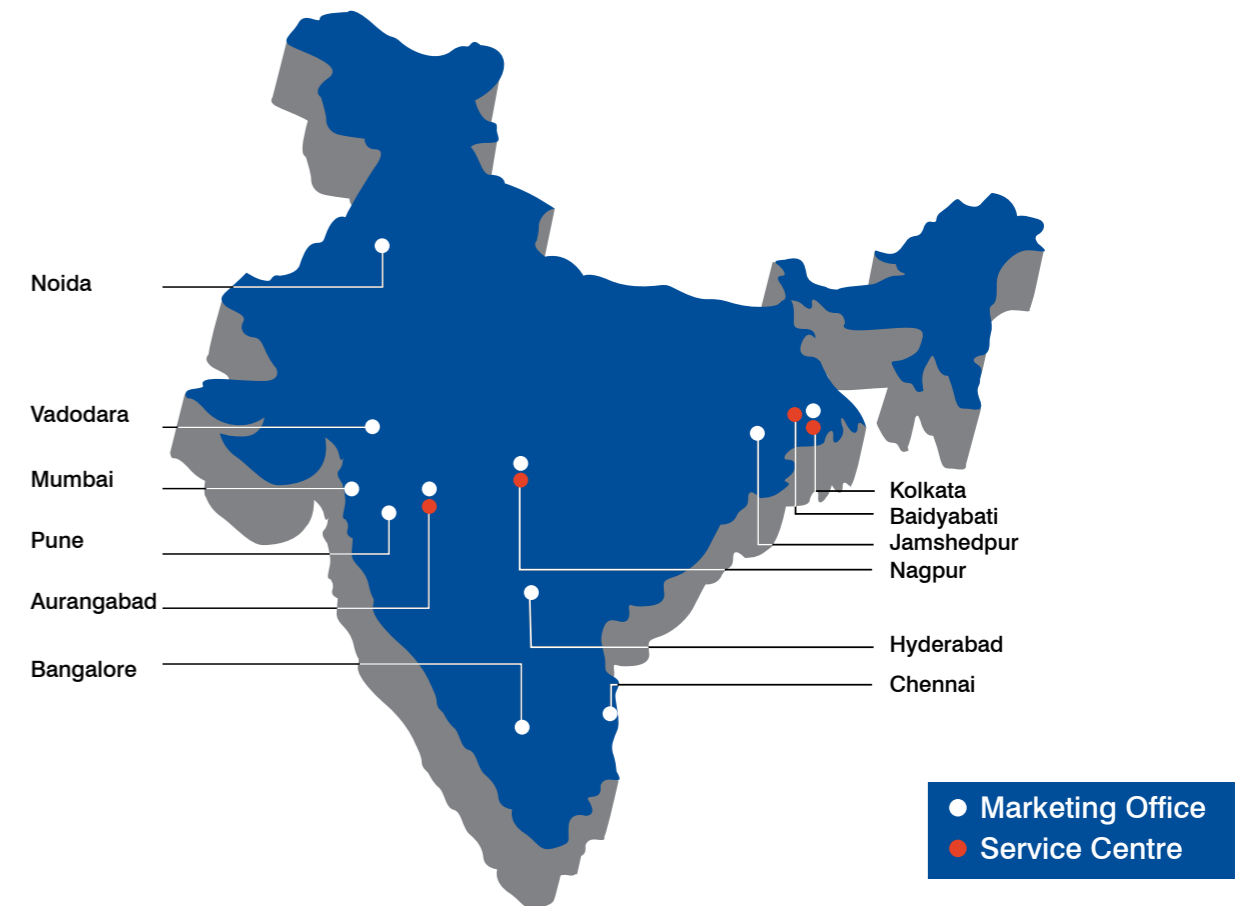 Noida
Vadodara
Mumbai
Pune
Aurangabad
Bangalore
Kolkata
Baidyabati
Jamshedpur
Nagpur
Hyderabad
Chennai
Marketing Office
Service Centre